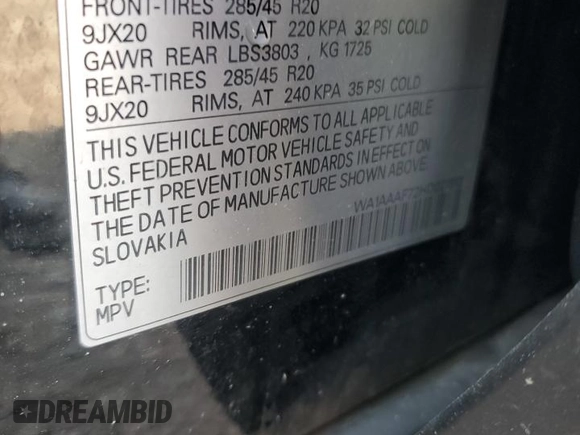 FRONT-TIRES 285/45 R20
9JX20 RIMS, AT 220 KPA 32 PSI COLD
GAWR REAR LBS3803 , KG 1725
REAR-TIRES 285/45 R20
9JX20 RIMS, AT 240 KPA 35 PSI COLD
THIS VEHICLE CONFORMS TO ALL APPLICABLE
U.S. FEDERAL MOTOR VEHICLE SAFETY AND
THEFT PREVENTION STANDARDS IN EFFECT ON
THE DATE OF MANUFACTURE SHOWN ABOVE.
SLOVAKIA
TYPE:
MPV
DREAMBID